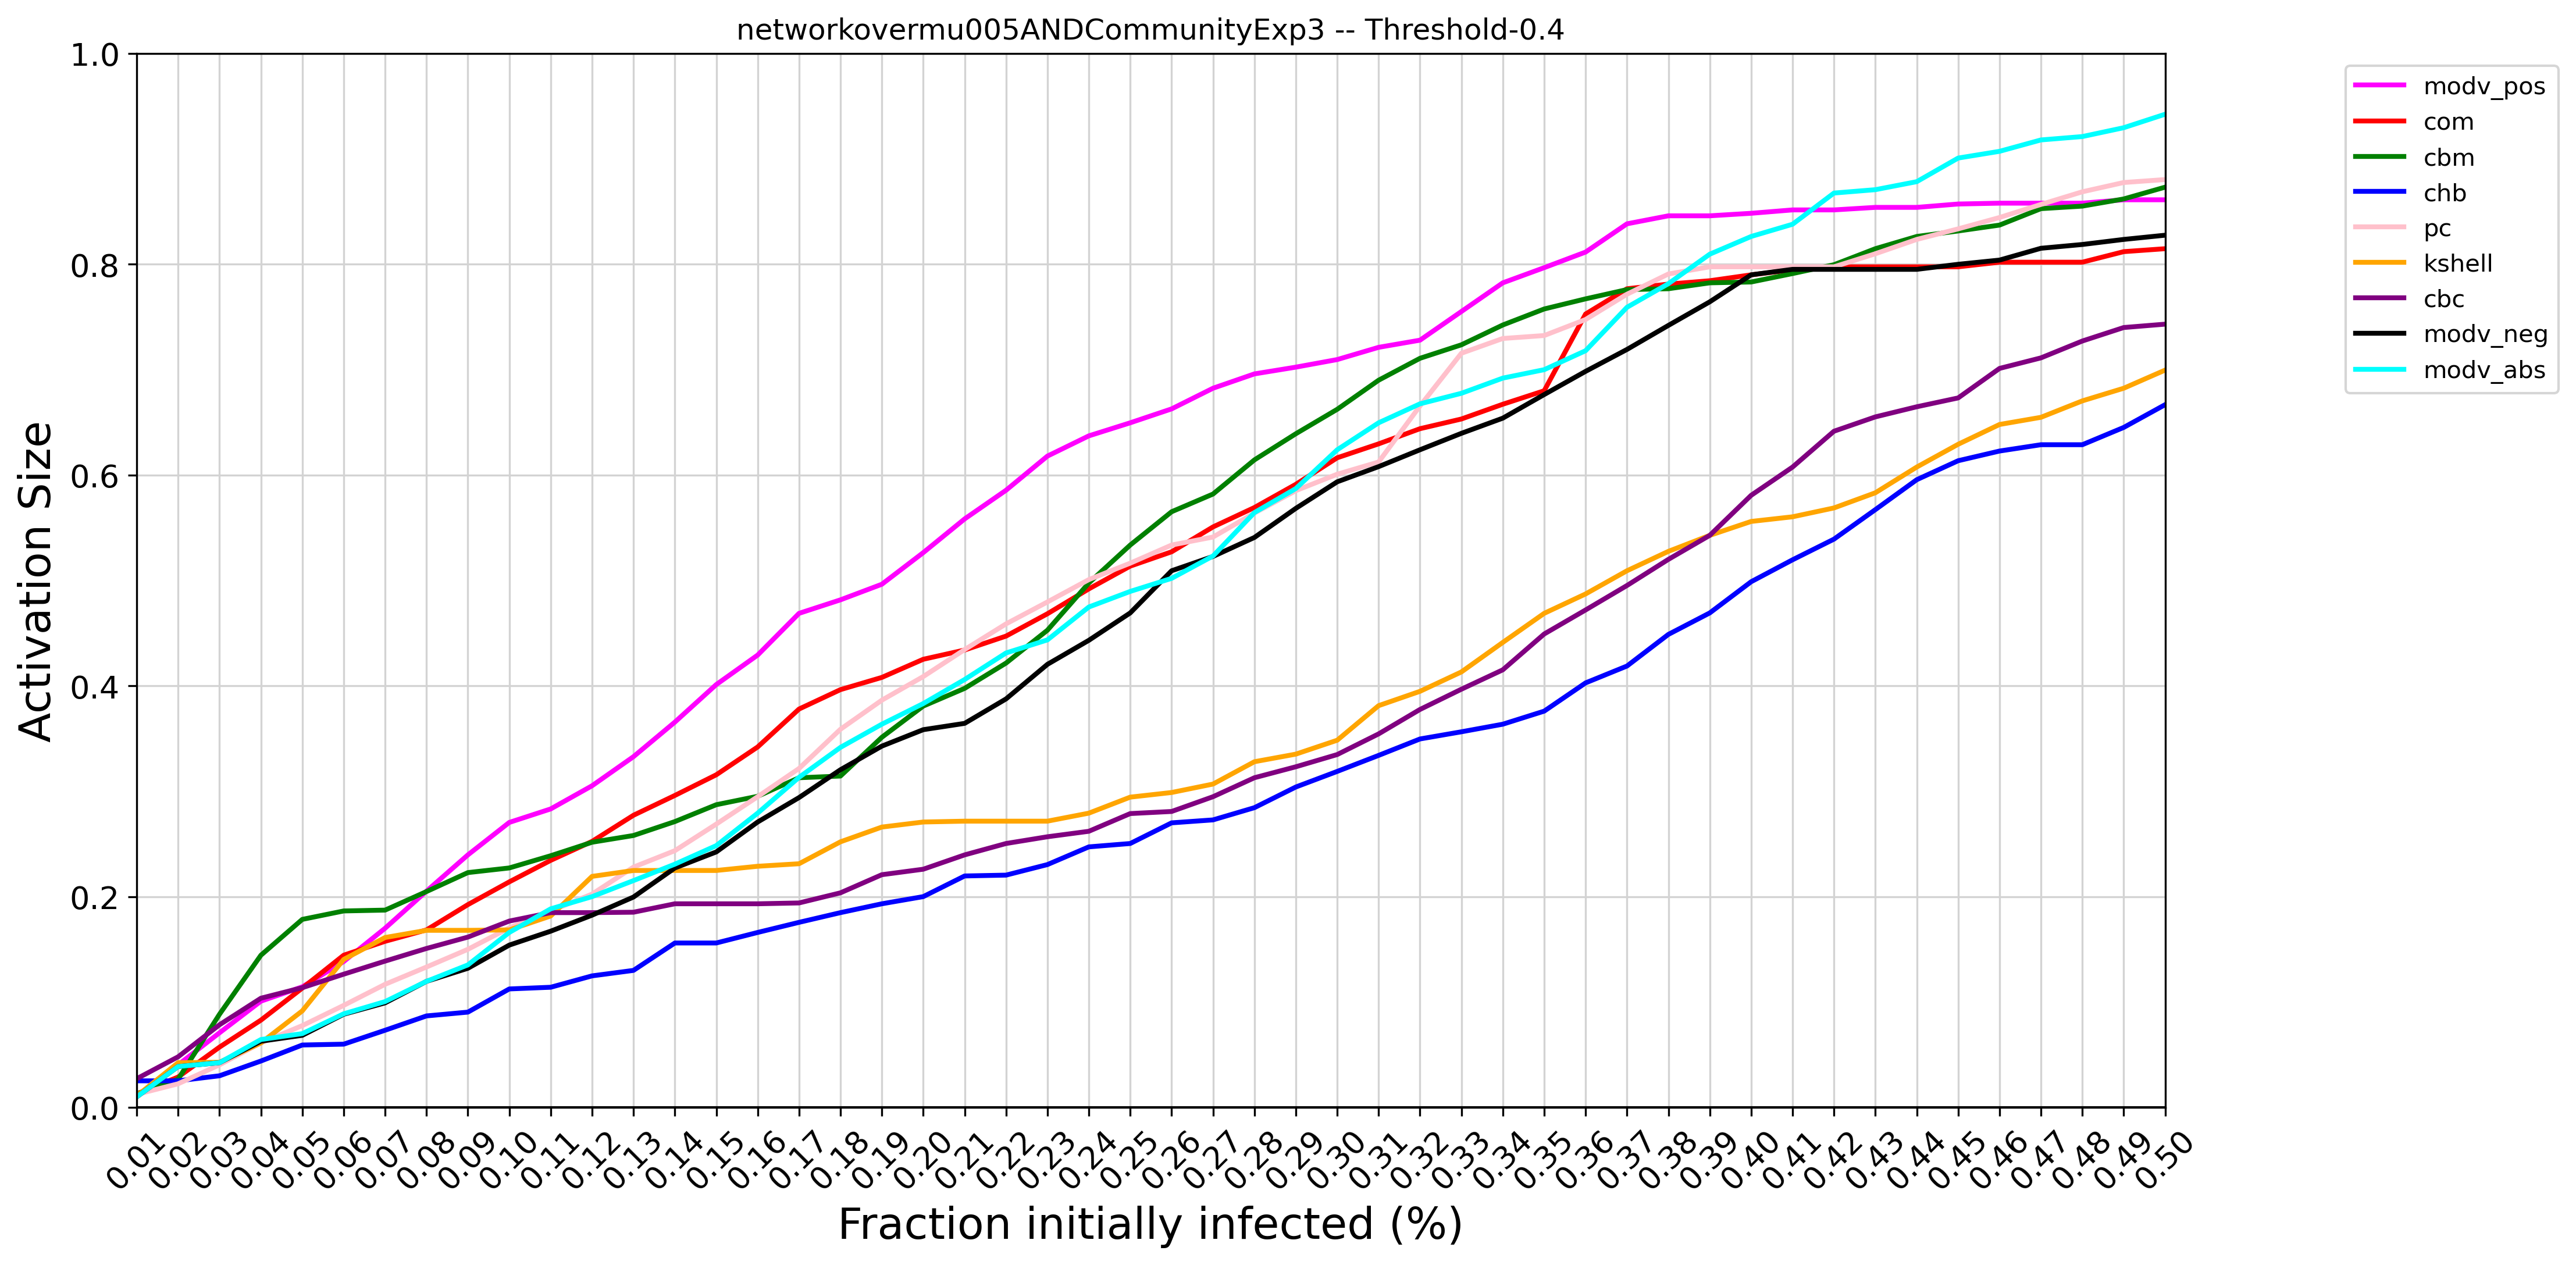 networkovermu005ANDCommunityExp3 -- Threshold-0.4
1.0
0.8
0.6
0.4
0.2
0.0
Activation Size
0.01 0.02 0.03 0.04 0.05 0.06 0.07 0.08 0.09 0.10 0.11 0.12 0.13 0.14 0.15 0.16 0.17 0.18 0.19 0.20 0.21 0.22 0.23 0.24 0.25 0.26 0.27 0.28 0.29 0.30 0.31 0.32 0.33 0.34 0.35 0.36 0.37 0.38 0.39 0.40 0.41 0.42 0.43 0.44 0.45 0.46 0.47 0.48 0.49 0.50
Fraction initially infected (%)
modv_pos
com
cbm
chb
pc
kshell
cbc
modv_neg
modv_abs